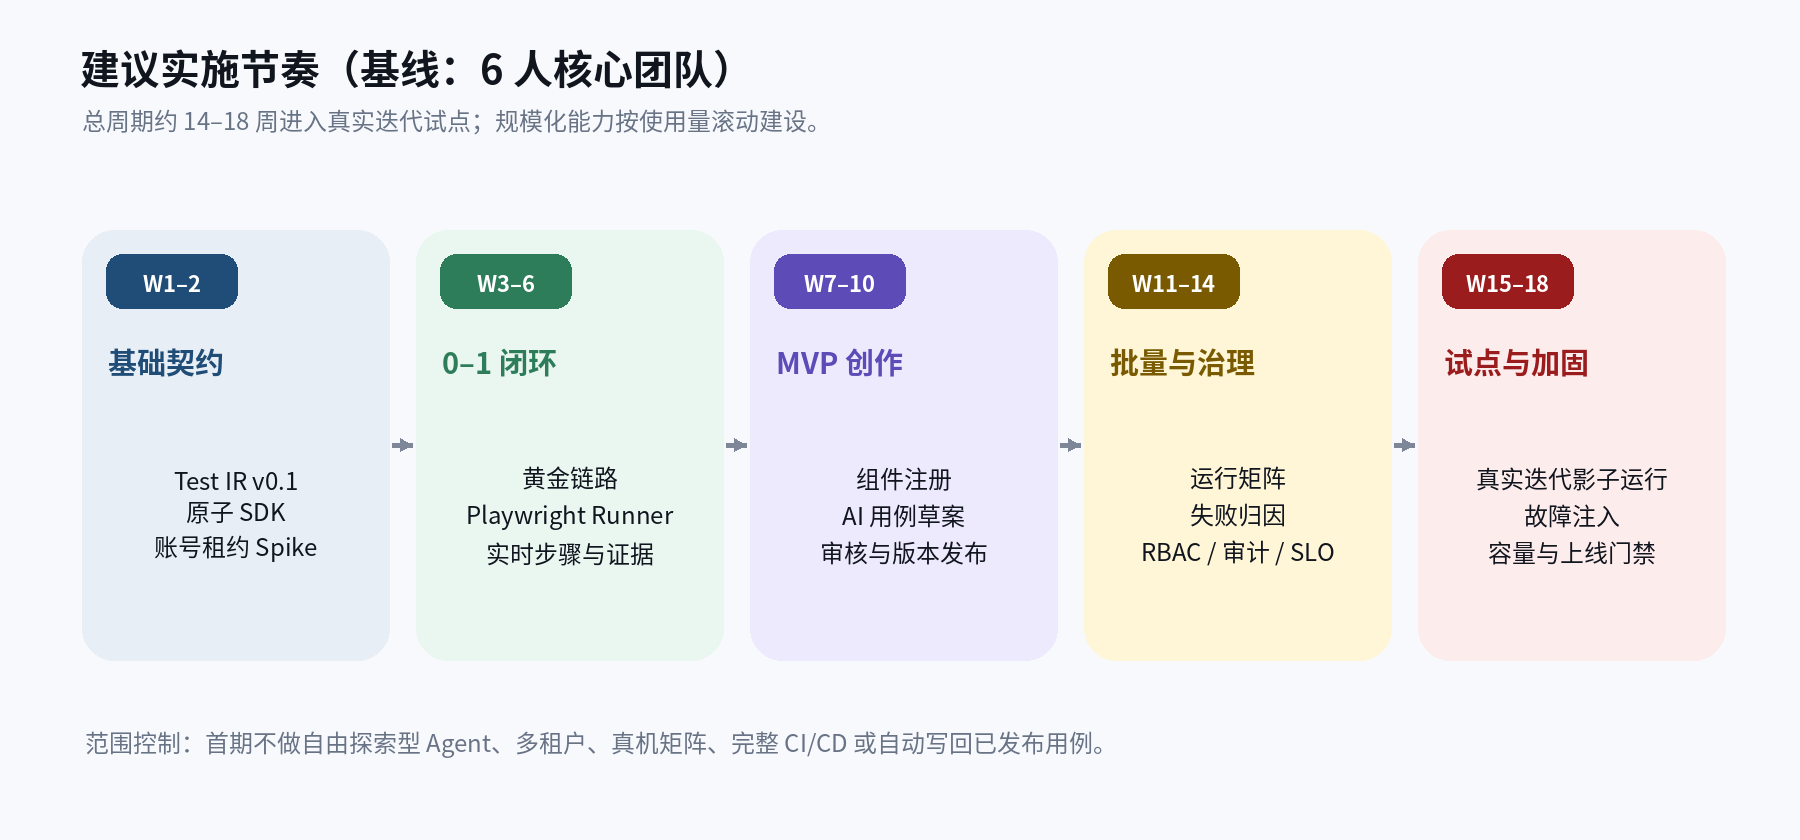 建议实施节奏（基线：6 人核心团队）
总周期约 14–18 周进入真实迭代试点；规模化能力按使用量滚动建设。
W1–2
基础契约
Test IR v0.1
原子 SDK
账号租约 Spike
W3–6
0–1 闭环
黄金链路
Playwright Runner
实时步骤与证据
W7–10
MVP 创作
组件注册
AI 用例草案
审核与版本发布
W11–14
批量与治理
运行矩阵
失败归因
RBAC / 审计 / SLO
W15–18
试点与加固
真实迭代影子运行
故障注入
容量与上线门禁
范围控制：首期不做自由探索型 Agent、多租户、真机矩阵、完整 CI/CD 或自动写回已发布用例。